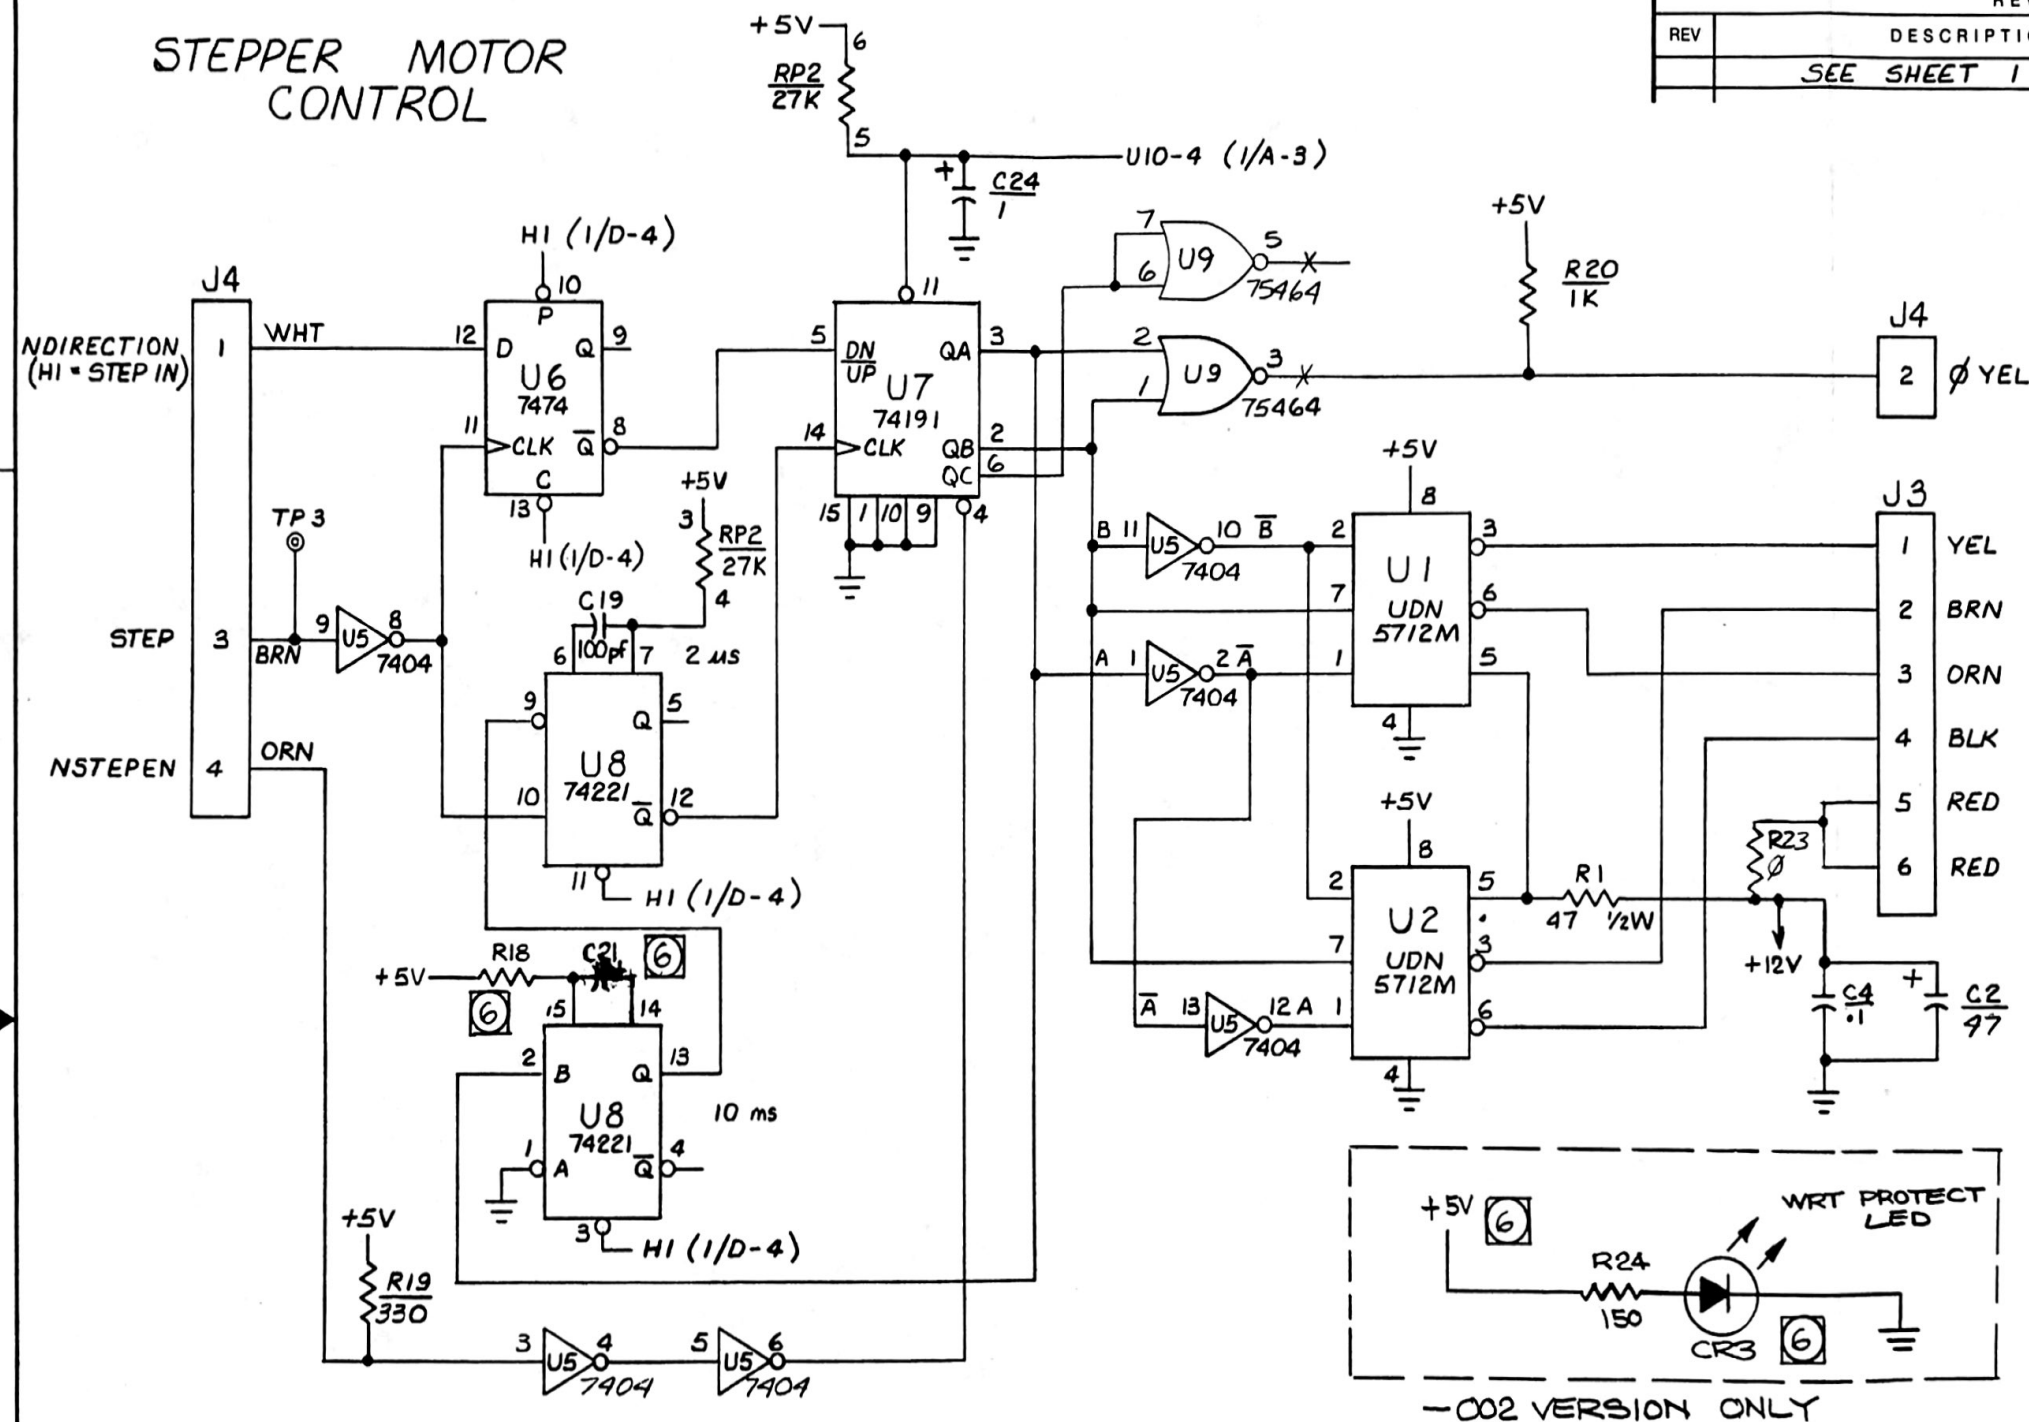 STEPPER MOTOR
CONTROL
REV
DESCRIPTI
SEE SHEET 1
+5V
6
RP2
27K
5
U10-4 (1/A-3)
+
C24
1
HI (1/D-4)
10
J4
NDIRECTION
(HI = STEP IN)
1
WHT
12
D
P
Q
9
U6
7474
11
CLK
Q̅
8
C
13
HI (1/D-4)
TP3
STEP
3
BRN
9
U5
8
7404
NSTEPEN
4
ORN
+5V
3
RP2
27K
4
C19
100pf
6
7
2 µs
9
Q
5
U8
74221
10
Q̅
12
11
HI (1/D-4)
11
5
DN
U̅P̅
QA
3
U7
74191
14
CLK
QB
2
QC
6
15
1
10
9
4
7
6
U9
5
X
75464
2
1
U9
3
X
75464
+5V
R20
1K
J4
2
Ø YEL
+5V
8
B
11
U5
10
B̅
7404
2
3
7
U1
UDN
5712M
6
A
1
U5
2
A̅
7404
1
5
4
J3
1
YEL
2
BRN
3
ORN
4
BLK
5
RED
6
RED
+5V
8
2
5
U2
UDN
5712M
7
3
A̅
13
U5
12
A
7404
1
6
4
R1
47
1/2W
R23
Ø
+12V
C4
.1
+
C2
47
+5V
R18
6
C21
6
15
14
2
B
Q
13
U8
74221
10 ms
1
A
Q̅
4
3
HI (1/D-4)
+5V
R19
330
3
U5
4
7404
5
U5
6
7404
+5V
6
WRT PROTECT
LED
R24
150
CR3
6
-002 VERSION ONLY